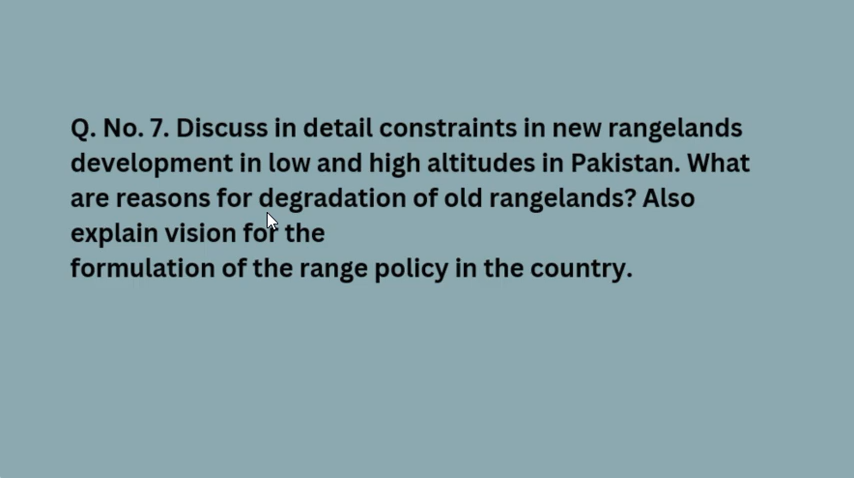 Q. No. 7. Discuss in detail constraints in new rangelands
development in low and high altitudes in Pakistan. What
are reasons for degradation of old rangelands? Also
explain vision for the
formulation of the range policy in the country.